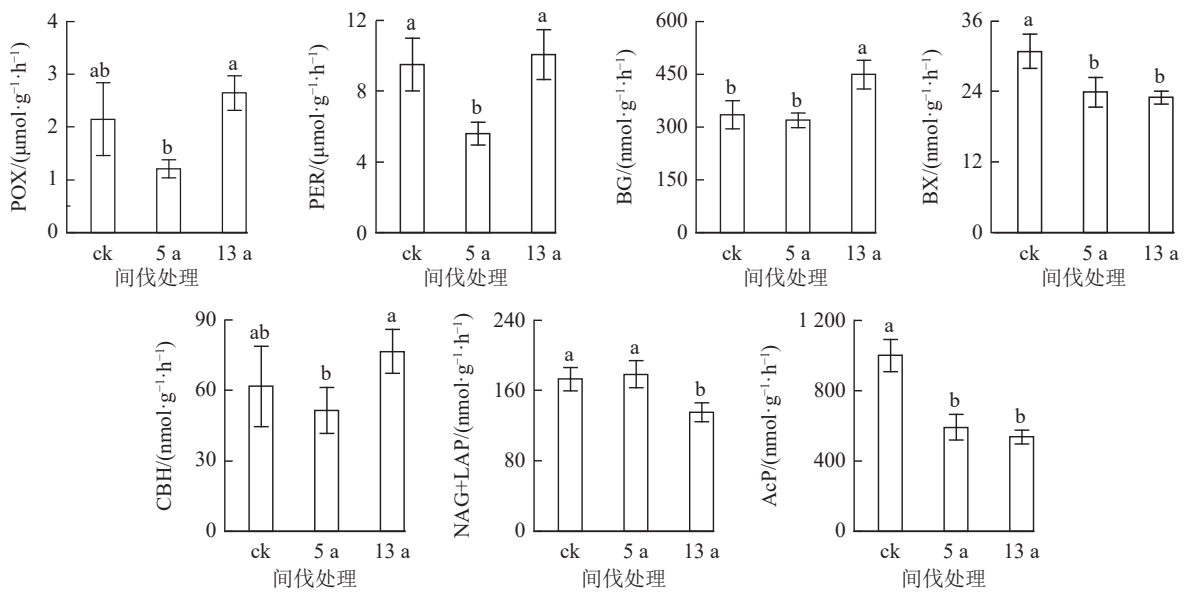 POX/(μmol·g⁻¹·h⁻¹)
4
3
2
1
0
ab
b
a
ck 5 a 13 a
间伐处理
PER/(μmol·g⁻¹·h⁻¹)
12
8
4
0
a
b
a
ck 5 a 13 a
间伐处理
BG/(nmol·g⁻¹·h⁻¹)
600
450
300
150
0
b
b
a
ck 5 a 13 a
间伐处理
BX/(nmol·g⁻¹·h⁻¹)
36
24
12
0
a
b
b
ck 5 a 13 a
间伐处理
CBH/(nmol·g⁻¹·h⁻¹)
90
60
30
0
ab
b
a
ck 5 a 13 a
间伐处理
NAG+LAP/(nmol·g⁻¹·h⁻¹)
240
160
80
0
a
a
b
ck 5 a 13 a
间伐处理
AcP/(nmol·g⁻¹·h⁻¹)
1 200
800
400
0
a
b
b
ck 5 a 13 a
间伐处理